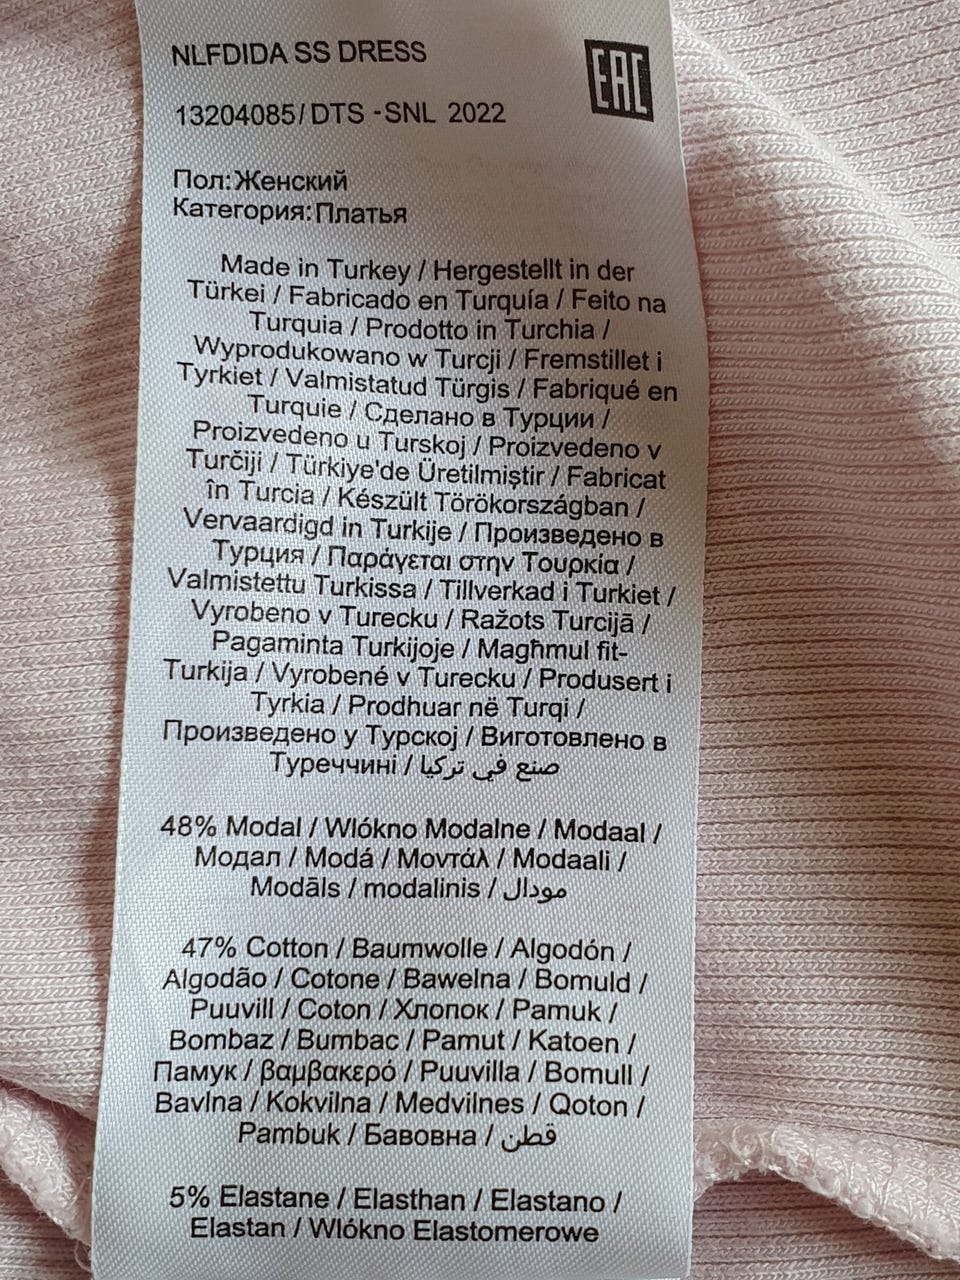 NLFDIDA SS DRESS
EAC
13204085/DTS -SNL 2022
Пол:Женский
Категория:Платья
Made in Turkey / Hergestellt in der
Türkei / Fabricado en Turquía / Feito na
Turquia / Prodotto in Turchia /
Wyprodukowano w Turcji / Fremstillet i
Tyrkiet / Valmistatud Türgis / Fabriqué en
Turquie / Сделано в Турции /
Proizvedeno u Turskoj / Proizvedeno v
Turčiji / Türkiye'de Üretilmiştir / Fabricat
în Turcia / Készült Törökországban /
Vervaardigd in Turkije / Произведено в
Турция / Παράγεται στην Τουρκία /
Valmistettu Turkissa / Tillverkad i Turkiet /
Vyrobeno v Turecku / Ražots Turcijā /
Pagaminta Turkijoje / Magħmul fit-
Turkija / Vyrobené v Turecku / Produsert i
Tyrkia / Prodhuar në Turqi /
Произведено у Турској / Виготовлено в
Туреччині / صنع في تركيا
48% Modal / Wlókno Modalne / Modaal /
Модал / Modá / Μοντάλ / Modaali /
Modāls / modalinis / مودال
47% Cotton / Baumwolle / Algodón /
Algodão / Cotone / Bawelna / Bomuld /
Puuvill / Coton / Хлопок / Pamuk /
Bombaz / Bumbac / Pamut / Katoen /
Памук / βαμβακερό / Puuvilla / Bomull /
Bavlna / Kokvilna / Medvilnes / Qoton /
Pambuk / Бавовна / قطن
5% Elastane / Elasthan / Elastano /
Elastan / Wlókno Elastomerowe